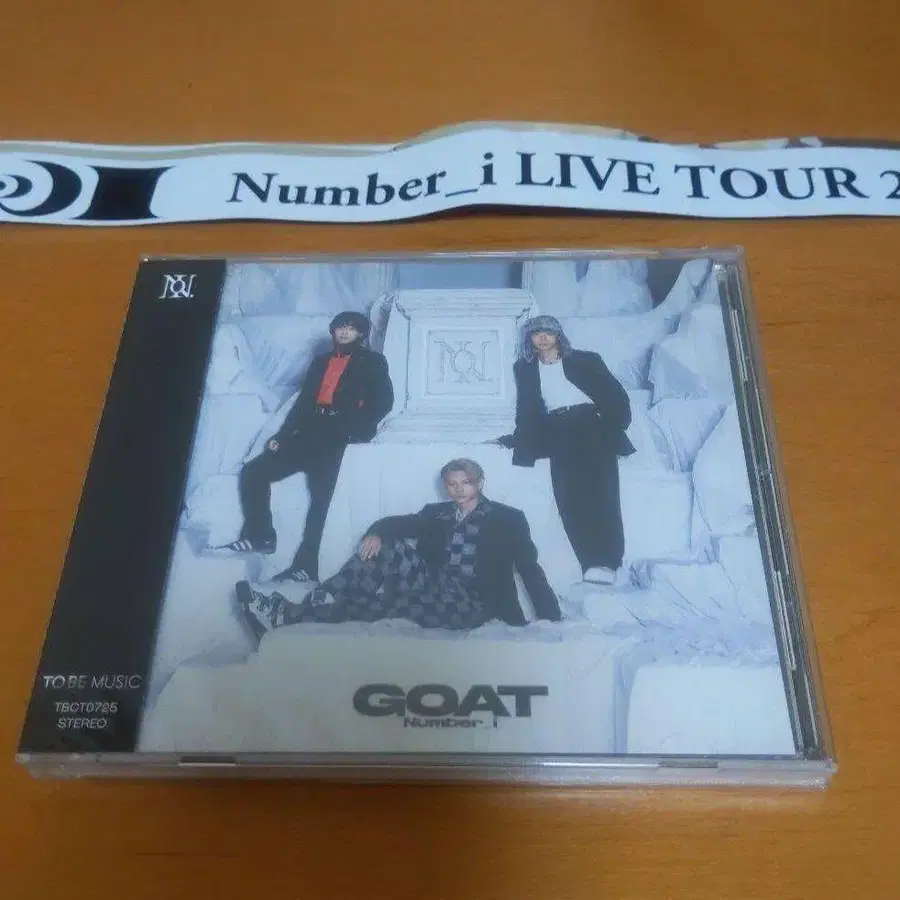 Number_i LIVE TOUR 2
TO BE MUSIC
TBCT0725
STEREO
GOAT
Number_i